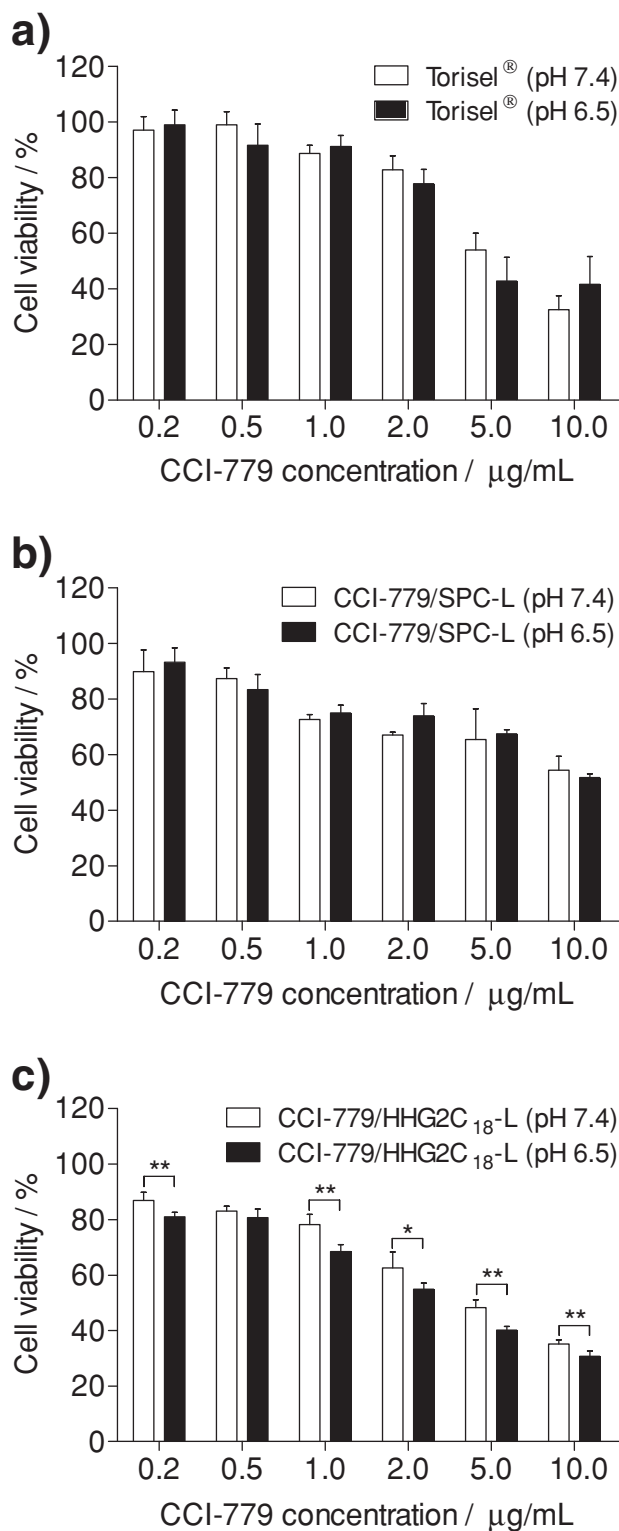 a)
120
100
80
60
40
20
0
Cell viability / %
Torisel® (pH 7.4)
Torisel® (pH 6.5)
0.2 0.5 1.0 2.0 5.0 10.0
CCI-779 concentration / μg/mL
b)
120
100
80
60
40
20
0
Cell viability / %
CCI-779/SPC-L (pH 7.4)
CCI-779/SPC-L (pH 6.5)
0.2 0.5 1.0 2.0 5.0 10.0
CCI-779 concentration / μg/mL
c)
120
100
80
60
40
20
0
Cell viability / %
CCI-779/HHG2C18-L (pH 7.4)
CCI-779/HHG2C18-L (pH 6.5)
**
**
*
**
**
0.2 0.5 1.0 2.0 5.0 10.0
CCI-779 concentration / μg/mL